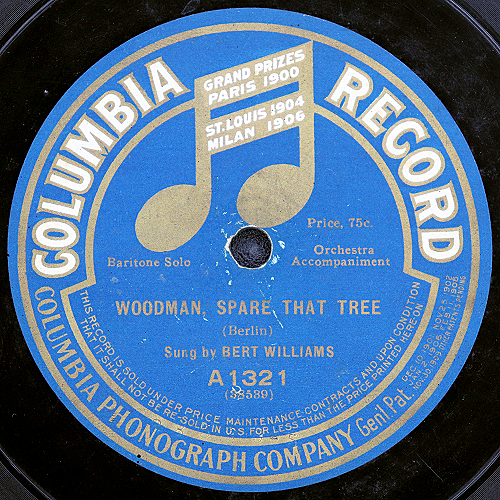 COLUMBIA RECORD
GRAND PRIZES
PARIS 1900
ST. LOUIS 1904
MILAN 1906
Price, 75c.
Baritone Solo
Orchestra
Accompaniment
WOODMAN, SPARE THAT TREE
(Berlin)
Sung by BERT WILLIAMS
A1321
THIS RECORD IS SOLD UNDER PRICE MAINTENANCE CONTRACTS AND UPON CONDITION
THAT IT SHALL NOT BE RE-SOLD IN U.S. FOR LESS THAN THE PRICE PRINTED HERE-ON
COLUMBIA PHONOGRAPH COMPANY Gen'l